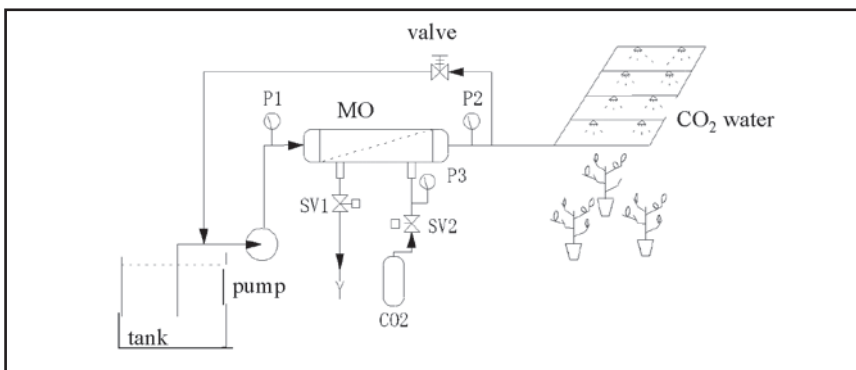 valve
P1
MO
P2
CO₂ water
P3
SV1
SV2
pump
CO2
tank